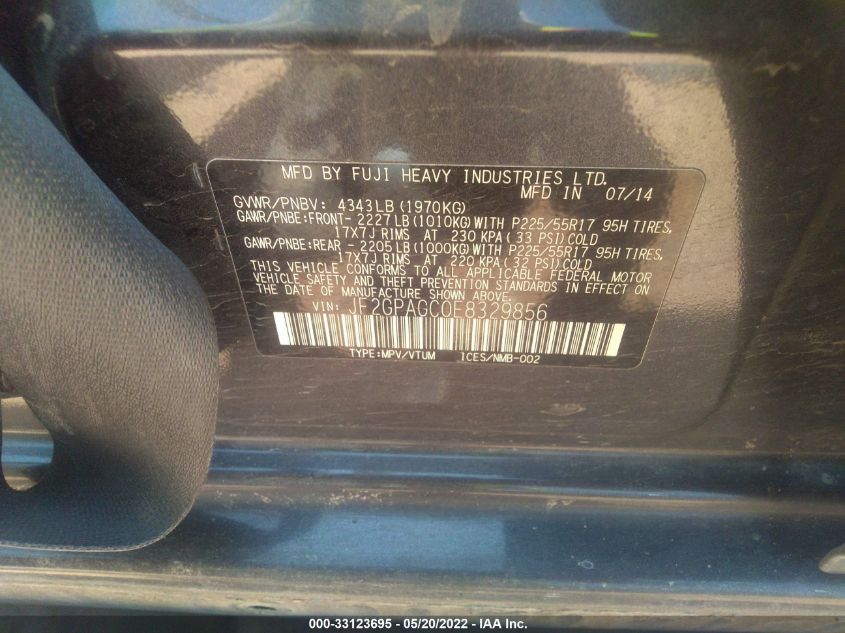 MFD BY FUJI HEAVY INDUSTRIES LTD.
MFD IN 07/14
GVWR/PNBV: 4343LB(1970KG)
GAWR/PNBE:FRONT- 2227LB(1010KG)WITH P225/55R17 95H TIRES,
17X7J RIMS AT 230 KPA(33 PSI)COLD
GAWR/PNBE:REAR - 2205LB(1000KG)WITH P225/55R17 95H TIRES,
17X7J RIMS AT 220 KPA(32 PSI)COLD
THIS VEHICLE CONFORMS TO ALL APPLICABLE FEDERAL MOTOR
VEHICLE SAFETY AND THEFT PREVENTION STANDARDS IN EFFECT ON
THE DATE OF MANUFACTURE SHOWN ABOVE.
VIN: JF2GPAGC0F8329856
TYPE:MPV/VTUM ICES/NMB-002
000-33123695 - 05/20/2022 - IAA Inc.